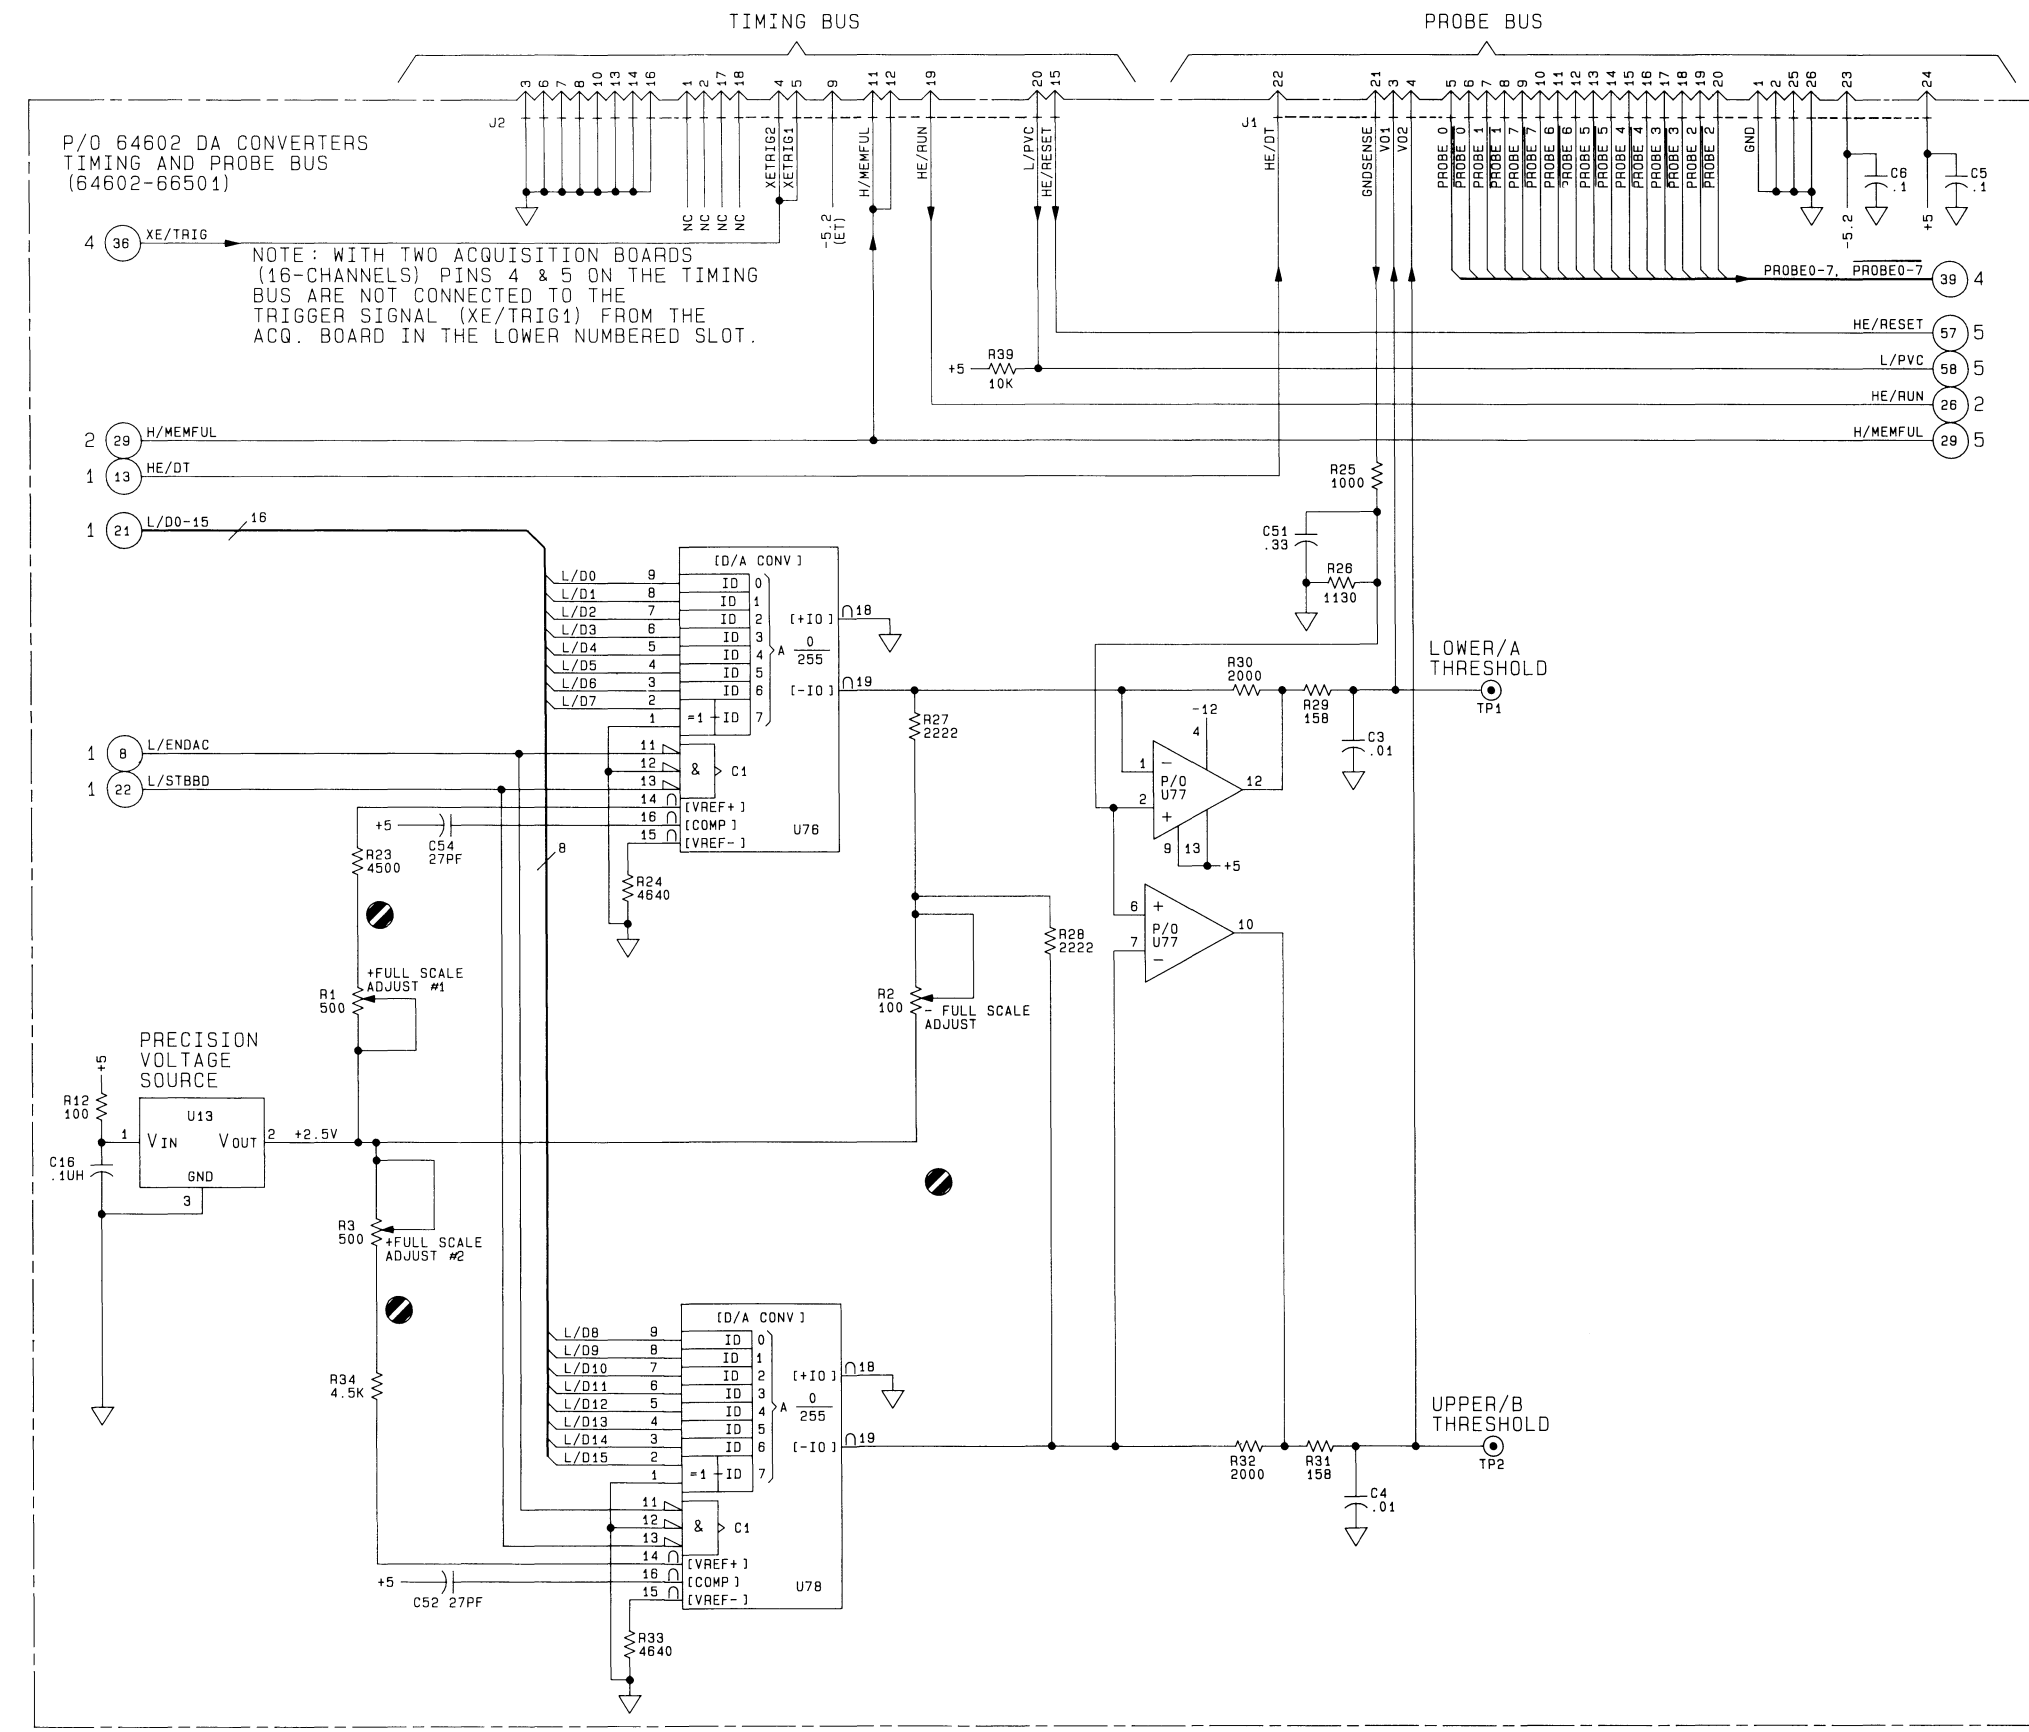 TIMING BUS
PROBE BUS
3 6 7 8 10 13 14 16 1 2 17 18 4 5 9 11 12 19 20 15
22 21 3 4 5 6 7 8 9 10 11 12 13 14 15 16 17 18 19 20 1 2 25 26 23 24
J2
J1
P/O 64602 DA CONVERTERS
TIMING AND PROBE BUS
(64602-66501)
NC
NC
NC
NC
XETRIG2
XETRIG1
-5.2
(ET)
H/MEMFUL
HE/RUN
L/PVC
HE/RESET
HE/DT
GNDSENSE
VO1
VO2
PROBE 0
PROBE 0
PROBE 1
PROBE 1
PROBE 7
PROBE 7
PROBE 6
PROBE 6
PROBE 5
PROBE 5
PROBE 4
PROBE 4
PROBE 3
PROBE 3
PROBE 2
PROBE 2
GND
-5.2
C6
.1
+5
C5
.1
4 36 XE/TRIG
NOTE: WITH TWO ACQUISITION BOARDS
(16-CHANNELS) PINS 4 & 5 ON THE TIMING
BUS ARE NOT CONNECTED TO THE
TRIGGER SIGNAL (XE/TRIG1) FROM THE
ACQ. BOARD IN THE LOWER NUMBERED SLOT.
PROBE0-7, PROBE0-7 39 4
HE/RESET 57 5
+5 R39
10K
L/PVC 58 5
HE/RUN 26 2
2 29 H/MEMFUL
H/MEMFUL 29 5
1 13 HE/DT
R25
1000
1 21 L/D0-15 16
C51
.33
R26
1130
[D/A CONV]
L/D0 9 ID 0
L/D1 8 ID 1
L/D2 7 ID 2
L/D3 6 ID 3
L/D4 5 ID 4
L/D5 4 ID 5
L/D6 3 ID 6
L/D7 2
1 =1 ID 7
A 0
255
[+IO] 18
[-IO] 19
LOWER/A
THRESHOLD
R30
2000
R29
158
TP1
R27
2222
C3
.01
-12
4
1 -
P/O
U77
2 +
12
9 13
+5
1 8 L/ENDAC
1 22 L/STBBD
11
12
13
& C1
14 [VREF+]
16 [COMP]
15 [VREF-]
U76
+5
C54
27PF
R23
4500
8
R24
4640
6 +
P/O
U77
7 -
10
R28
2222
+FULL SCALE
ADJUST #1
R1
500
R2
100
- FULL SCALE
ADJUST
PRECISION
VOLTAGE
SOURCE
+5
R12
100
U13
1 VIN VOUT 2 +2.5V
GND
3
C16
.1UH
R3
500
+FULL SCALE
ADJUST #2
R34
4.5K
[D/A CONV]
L/D8 9 ID 0
L/D9 8 ID 1
L/D10 7 ID 2
L/D11 6 ID 3
L/D12 5 ID 4
L/D13 4 ID 5
L/D14 3 ID 6
L/D15 2
1 =1 ID 7
A 0
255
[+IO] 18
[-IO] 19
UPPER/B
THRESHOLD
R32
2000
R31
158
TP2
C4
.01
11
12
13
& C1
14 [VREF+]
16 [COMP]
15 [VREF-]
U78
+5
C52 27PF
R33
4640